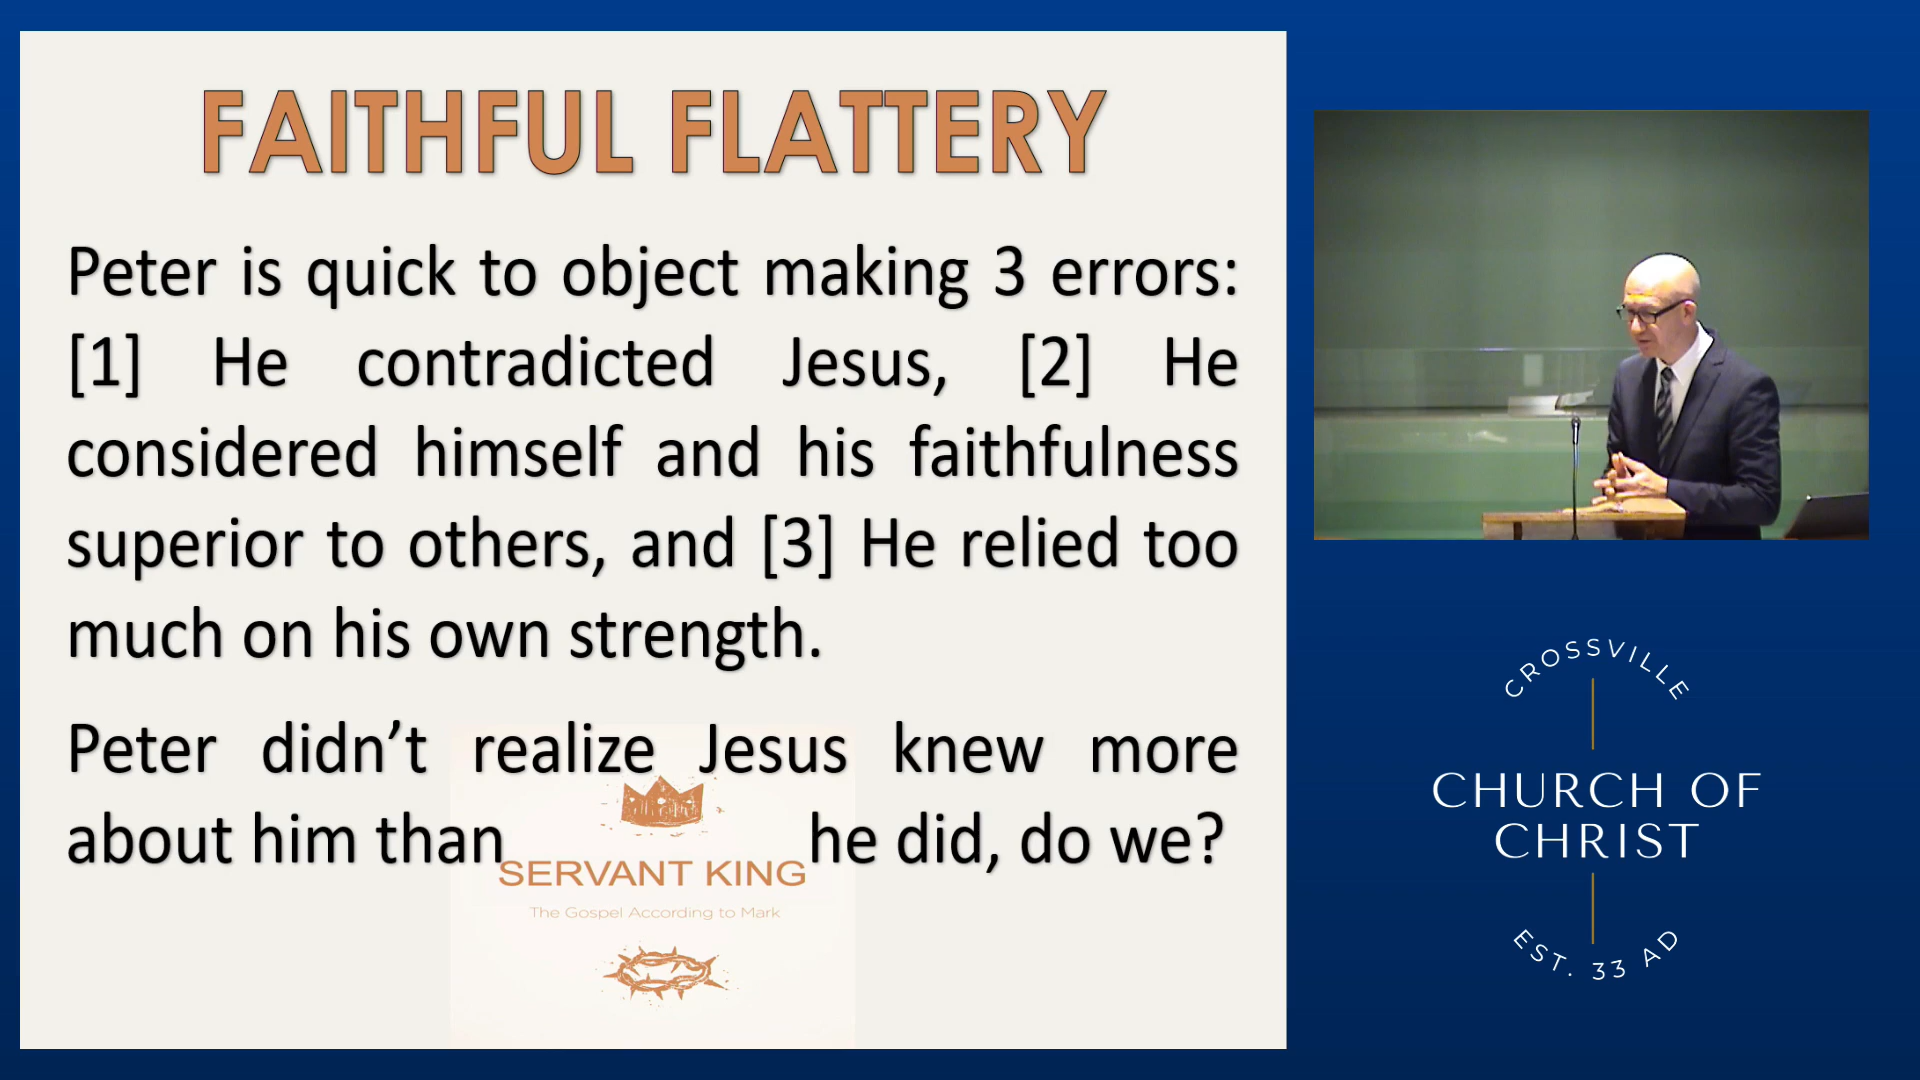 FAITHFUL FLATTERY
Peter is quick to object making 3 errors:
[1] He contradicted Jesus, [2] He
considered himself and his faithfulness
superior to others, and [3] He relied too
much on his own strength.
Peter didn’t realize Jesus knew more
about him than he did, do we?
SERVANT KING
The Gospel According to Mark
CROSSVILLE
CHURCH OF
CHRIST
EST. 33 AD